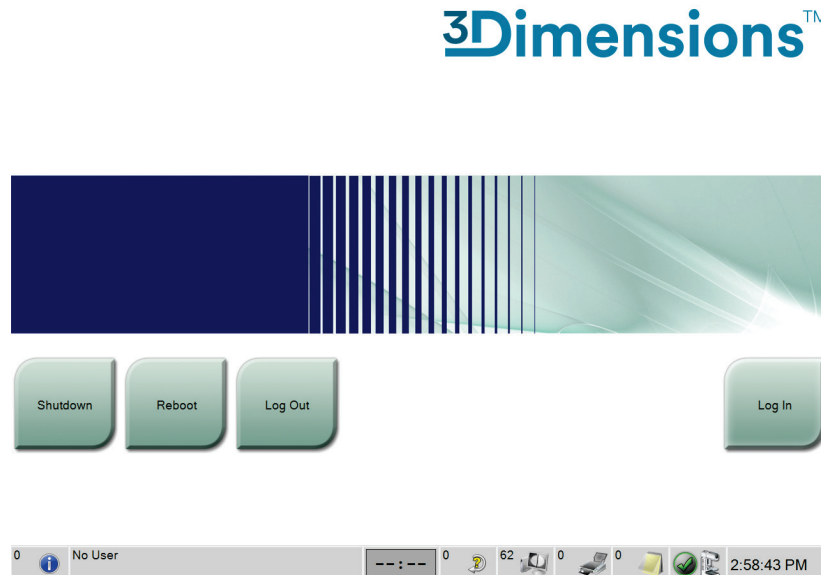 3Dimensions™
Shutdown
Reboot
Log Out
Log In
0
No User
--:--
0
62
0
0
2:58:43 PM